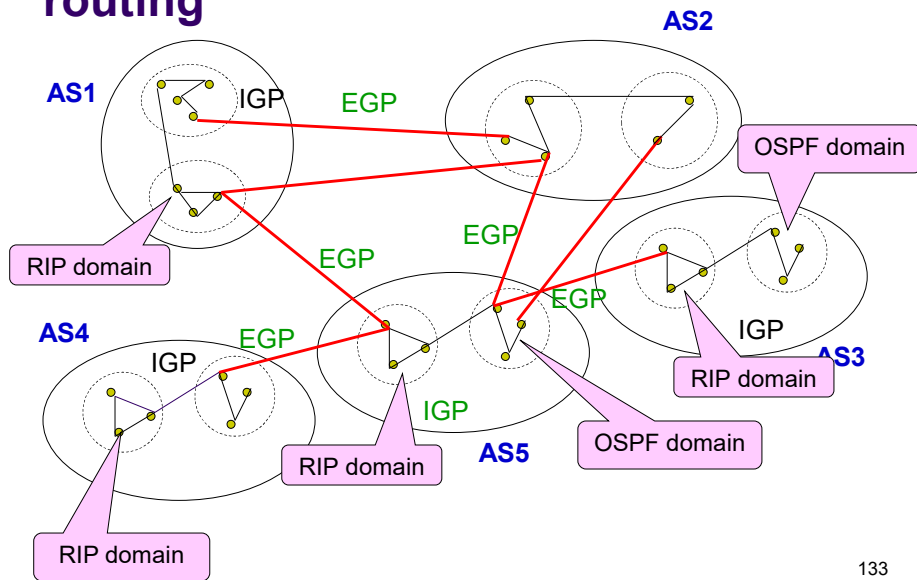 routing
AS2
AS1
IGP
EGP
OSPF domain
RIP domain
EGP
EGP
EGP
AS4
EGP
IGP
IGP
AS3
RIP domain
IGP
AS5
OSPF domain
RIP domain
RIP domain
133